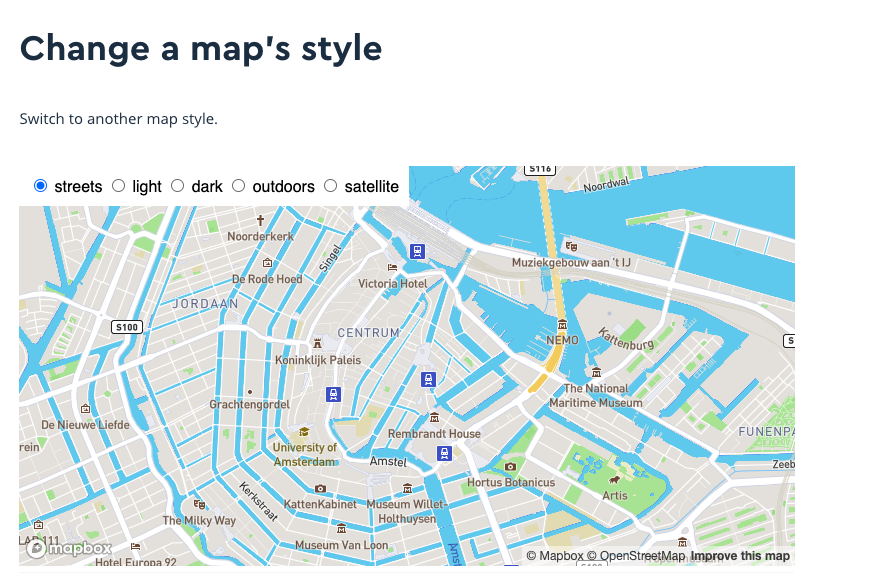 Change a map's style
Switch to another map style.
streets light dark outdoors satellite
S116
Noordwal
Noorderkerk
Singel
Muziekgebouw aan 't IJ
De Rode Hoed
Victoria Hotel
JORDAAN
S100
CENTRUM
NEMO
Kattenburg
S
Koninklijk Paleis
The National
Maritime Museum
Grachtengordel
De Nieuwe Liefde
Rembrandt House
FUNENPA
rein
University of
Amsterdam
Amstel
Zeeb
Hortus Botanicus
Artis
Kerkstraat
KattenKabinet
Museum Willet-
Holthuysen
The Milky Way
Museum Van Loon
Amst
mapbox
© Mapbox © OpenStreetMap Improve this map
Hotel Europa 92